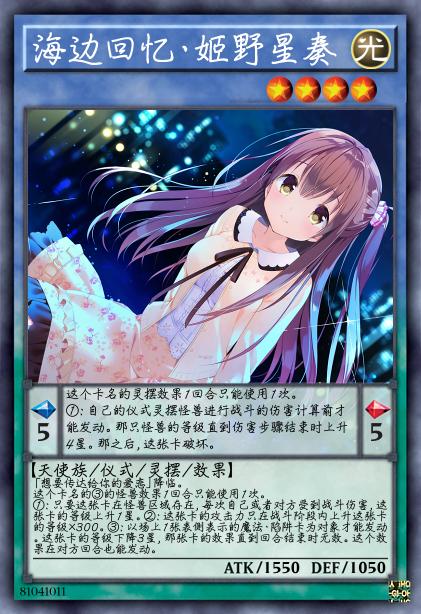 海边回忆·姬野星奏
光
这个卡名的灵摆效果1回合只能使用1次。
①：自己的仪式灵摆怪兽进行战斗的伤害计算前才
能发动。那只怪兽的等级直到伤害步骤结束时上升
4星。那之后，这张卡破坏。
5
5
【天使族/仪式/灵摆/效果】
「想要传达给你的爱恋」降临。
这个卡名的③的怪兽效果1回合只能使用1次。
①：只要这张卡在怪兽区域存在，每次自己或者对方受到战斗伤害，这
张卡的等级上升1星。②：这张卡的攻击力只在战斗阶段内上升这张卡
的等级×300。③：以场上1张表侧表示的魔法·陷阱卡为对象才能发动
。这张卡的等级下降3星，那张卡的效果直到回合结束时无效。这个效
果在对方回合也能发动。
ATK/1550 DEF/1050
81041011